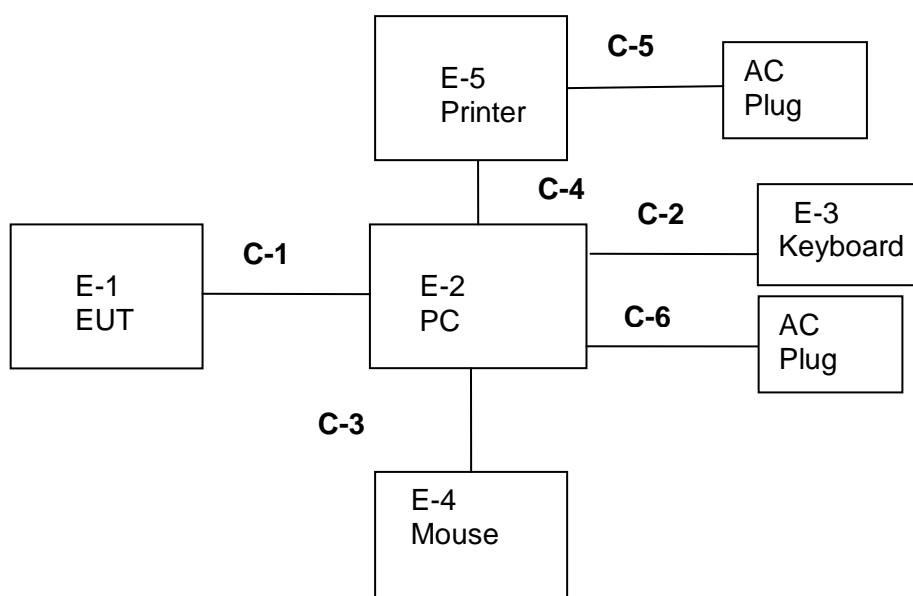 C-5
E-5
Printer
AC
Plug
C-4
C-2
E-3
Keyboard
C-1
E-1
EUT
E-2
PC
C-6
AC
Plug
C-3
E-4
Mouse